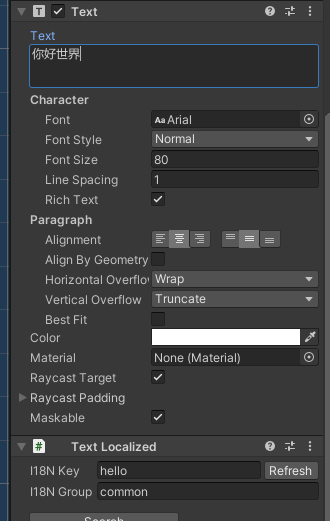 Text
Text
你好世界
Character
Font Aa Arial
Font Style Normal
Font Size 80
Line Spacing 1
Rich Text
Paragraph
Alignment
Align By Geometry
Horizontal Overflo Wrap
Vertical Overflow Truncate
Best Fit
Color
Material None (Material)
Raycast Target
Raycast Padding
Maskable
# Text Localized
I18N Key hello Refresh
I18N Group common
Search